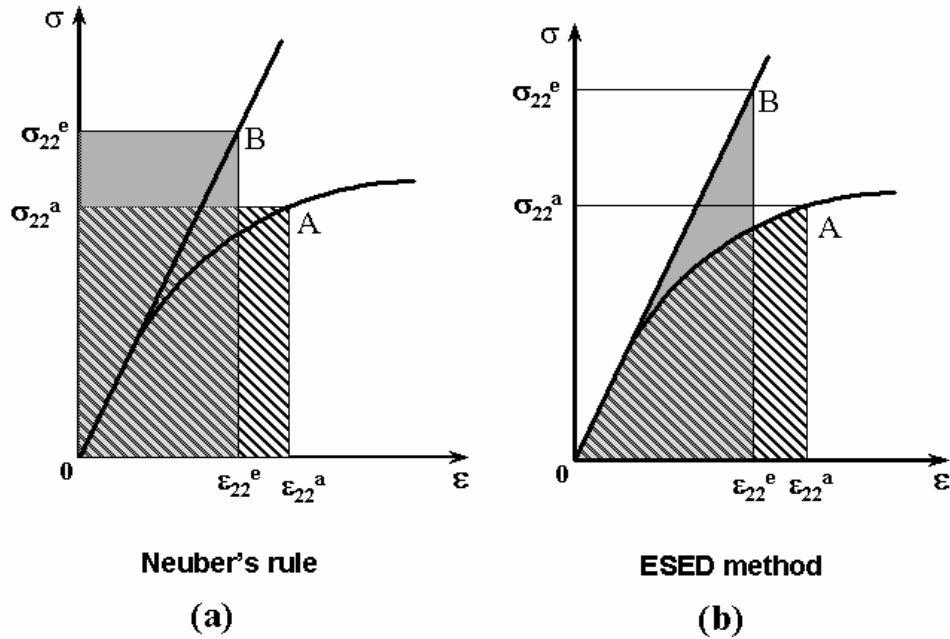 σ
σ₂₂ᵉ
B
σ₂₂ᵃ
A
0
ε₂₂ᵉ
ε₂₂ᵃ
ε
Neuber's rule
(a)
σ
σ₂₂ᵉ
B
σ₂₂ᵃ
A
0
ε₂₂ᵉ
ε₂₂ᵃ
ε
ESED method
(b)